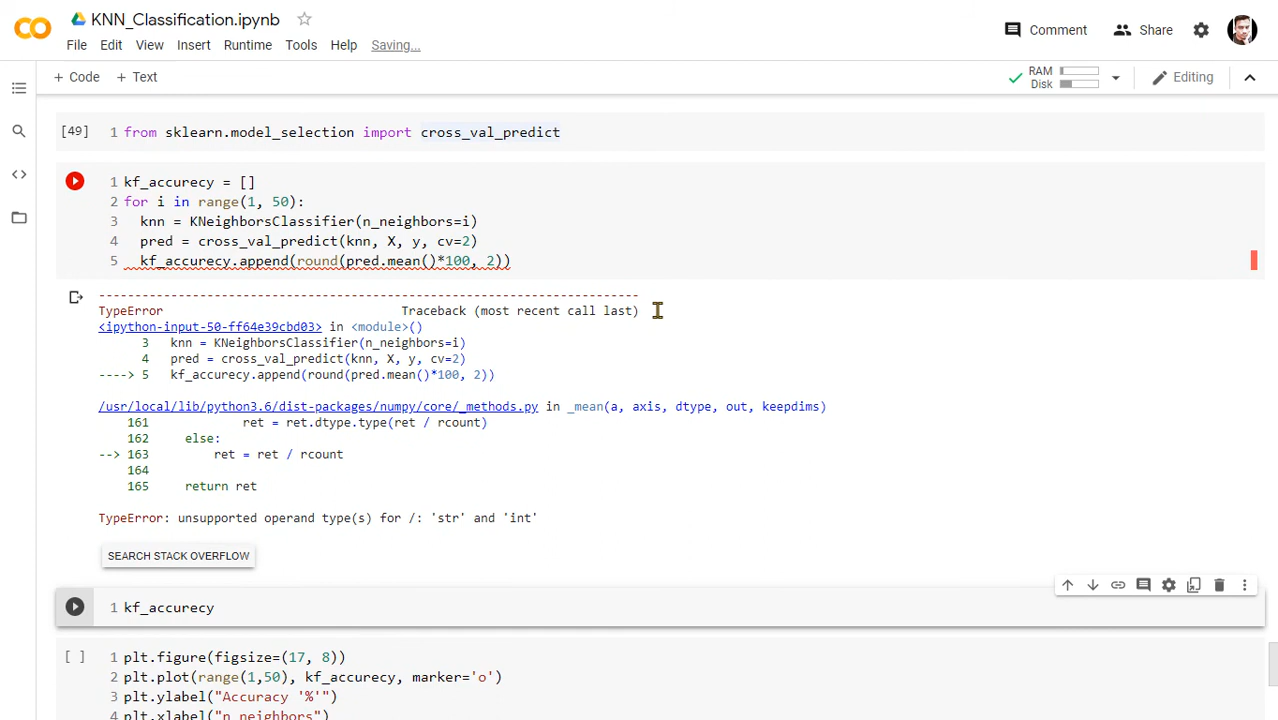 KNN_Classification.ipynb
Comment
Share
File Edit View Insert Runtime Tools Help Saving...
+ Code + Text
RAM
Disk
Editing
[49] 1 from sklearn.model_selection import cross_val_predict
1 kf_accurecy = []
2 for i in range(1, 50):
3 knn = KNeighborsClassifier(n_neighbors=i)
4 pred = cross_val_predict(knn, X, y, cv=2)
5 kf_accurecy.append(round(pred.mean()*100, 2))
---------------------------------------------------------------------------
TypeError Traceback (most recent call last)
<ipython-input-50-ff64e39cbd03> in <module>()
3 knn = KNeighborsClassifier(n_neighbors=i)
4 pred = cross_val_predict(knn, X, y, cv=2)
----> 5 kf_accurecy.append(round(pred.mean()*100, 2))
/usr/local/lib/python3.6/dist-packages/numpy/core/_methods.py in _mean(a, axis, dtype, out, keepdims)
161 ret = ret.dtype.type(ret / rcount)
162 else:
--> 163 ret = ret / rcount
164
165 return ret
TypeError: unsupported operand type(s) for /: 'str' and 'int'
SEARCH STACK OVERFLOW
1 kf_accurecy
[ ] 1 plt.figure(figsize=(17, 8))
2 plt.plot(range(1,50), kf_accurecy, marker='o')
3 plt.ylabel("Accuracy '%'")
4 plt.xlabel("n_neighbors")